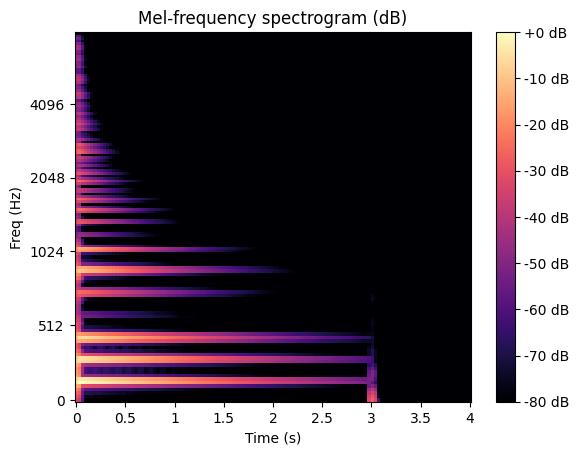 Mel-frequency spectrogram (dB)
Freq (Hz)
4096
2048
1024
512
0
0
0.5
1
1.5
2
2.5
3
3.5
4
Time (s)
+0 dB
-10 dB
-20 dB
-30 dB
-40 dB
-50 dB
-60 dB
-70 dB
-80 dB